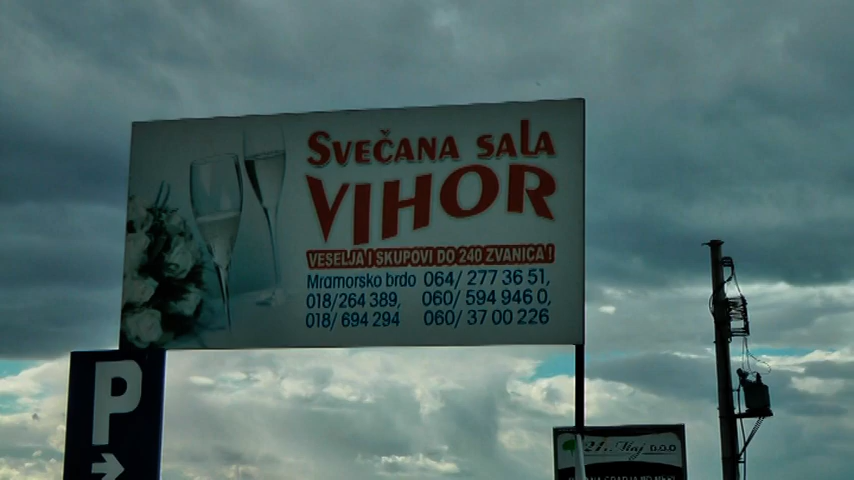 SVEČANA SALA
VIHOR
VESELJA I SKUPOVI DO 240 ZVANICA !
Mramorsko brdo 064/ 277 36 51,
018/264 389, 060/ 594 946 0,
018/ 694 294 060/ 37 00 226
P
21. Maj D.O.O